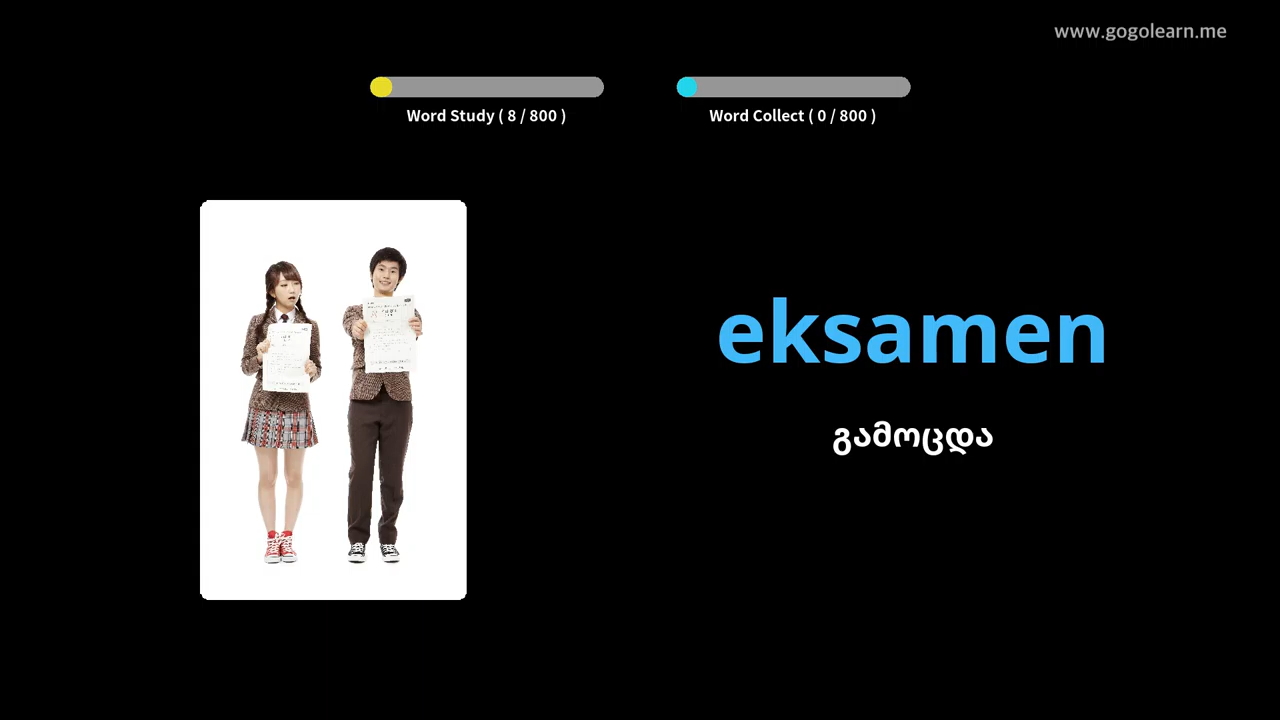 www.gogolearn.me
Word Study ( 8 / 800 )
Word Collect ( 0 / 800 )
eksamen
გამოცდა